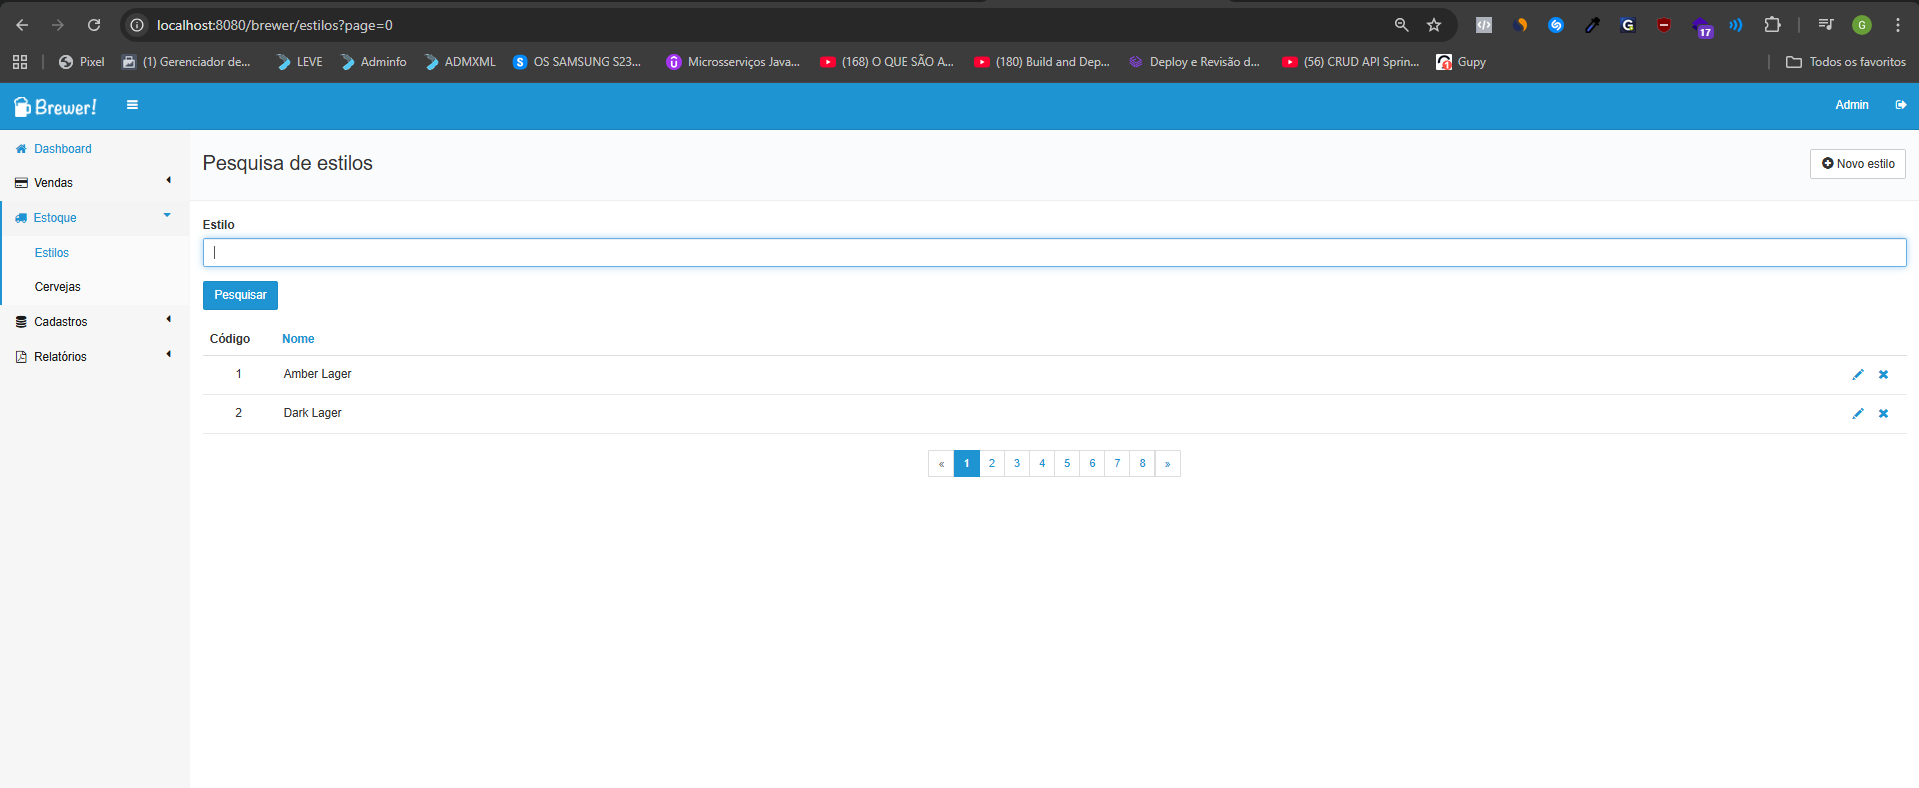 localhost:8080/brewer/estilos?page=0
17
G
Pixel (1) Gerenciador de... LEVE Adminfo ADMXML OS SAMSUNG S23... Microsserviços Java... (168) O QUE SÃO A... (180) Build and Dep... Deploy e Revisão d... (56) CRUD API Sprin... Gupy Todos os favoritos
Brewer! Admin
Dashboard
Vendas
Estoque
Estilos
Cervejas
Cadastros
Relatórios
Pesquisa de estilos
Novo estilo
Estilo
Pesquisar
Código Nome
1 Amber Lager
2 Dark Lager
« 1 2 3 4 5 6 7 8 »